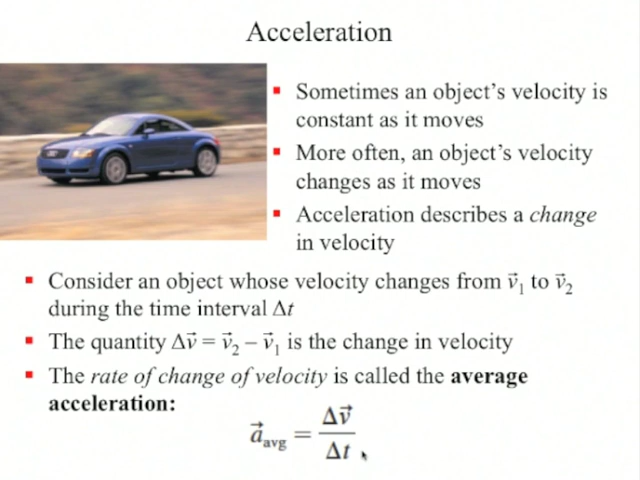 Acceleration
Sometimes an object's velocity is
constant as it moves
More often, an object's velocity
changes as it moves
Acceleration describes a change
in velocity
Consider an object whose velocity changes from v⃗₁ to v⃗₂
during the time interval Δt
The quantity Δv⃗ = v⃗₂ – v⃗₁ is the change in velocity
The rate of change of velocity is called the average
acceleration:
a⃗avg = Δv⃗ / Δt